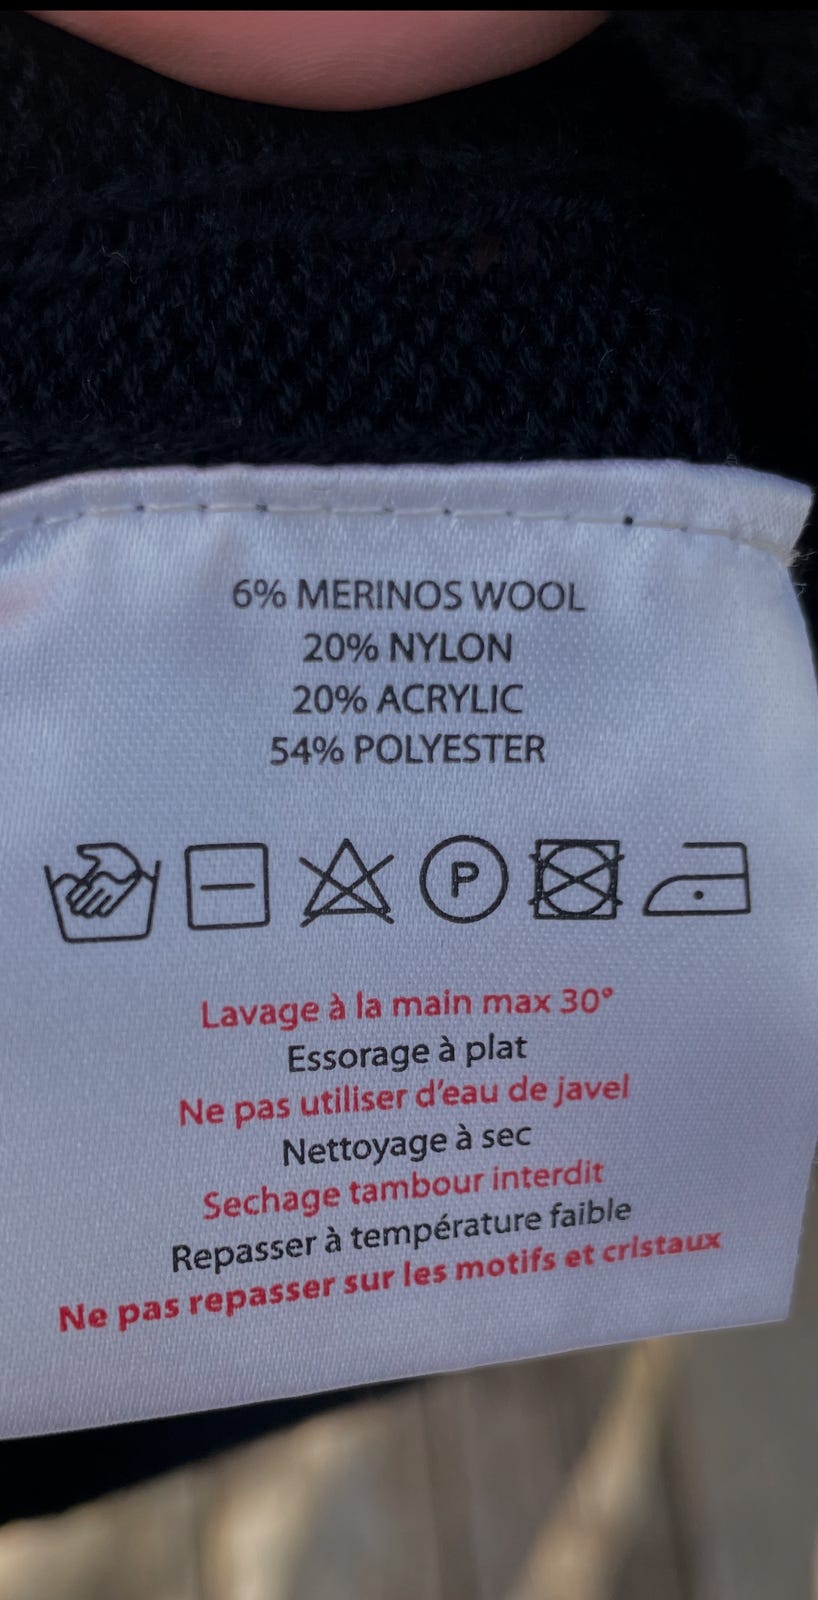 6% MERINOS WOOL
20% NYLON
20% ACRYLIC
54% POLYESTER
P
Lavage à la main max 30°
Essorage à plat
Ne pas utiliser d'eau de javel
Nettoyage à sec
Sechage tambour interdit
Repasser à température faible
Ne pas repasser sur les motifs et cristaux